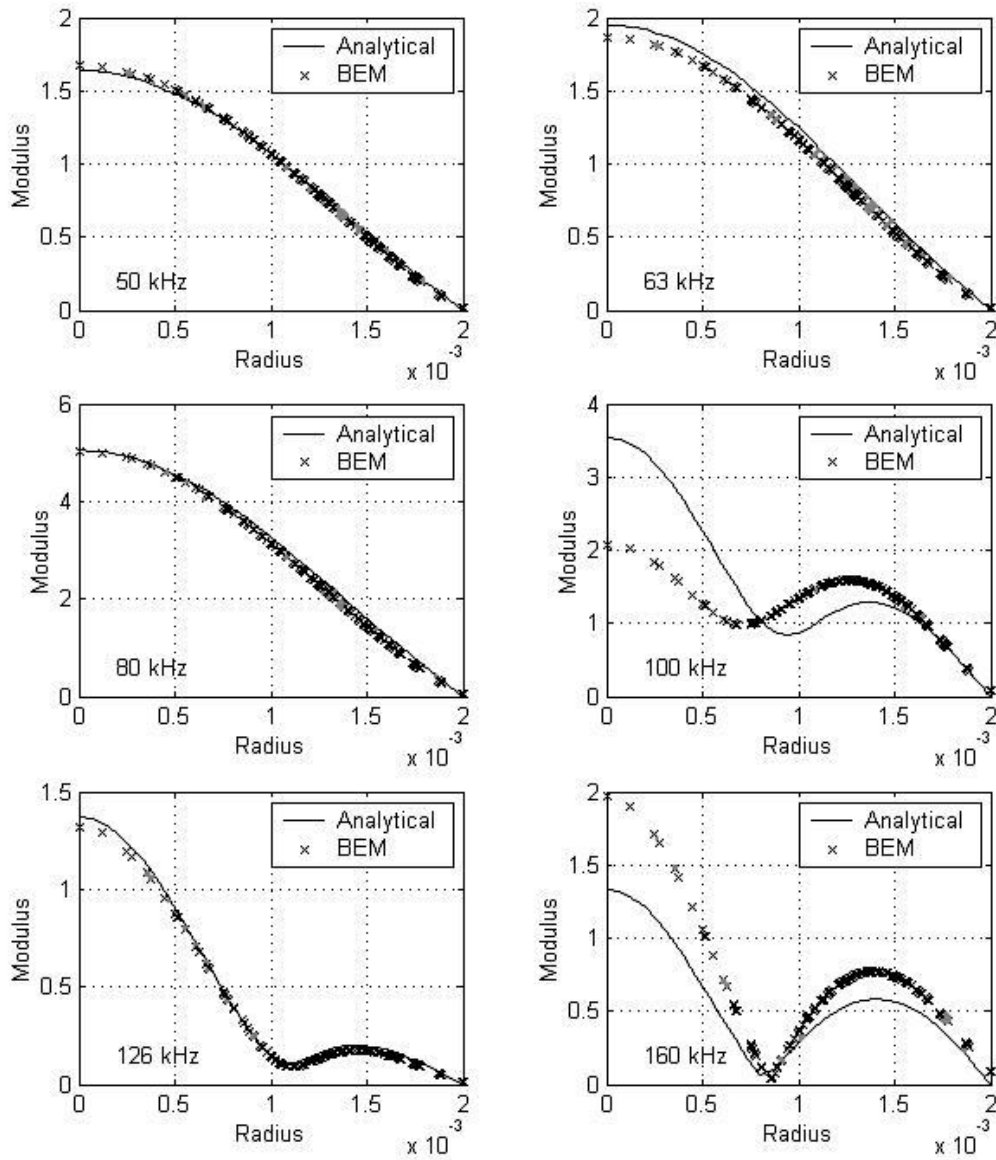 2
1.5
1
0.5
0
Modulus
Analytical
BEM
50 kHz
0 0.5 1 1.5 2
Radius
x 10-3
2
1.5
1
0.5
0
Modulus
Analytical
BEM
63 kHz
0 0.5 1 1.5 2
Radius
x 10-3
6
4
2
0
Modulus
Analytical
BEM
80 kHz
0 0.5 1 1.5 2
Radius
x 10-3
4
3
2
1
0
Modulus
Analytical
BEM
100 kHz
0 0.5 1 1.5 2
Radius
x 10-3
1.5
1
0.5
0
Modulus
Analytical
BEM
126 kHz
0 0.5 1 1.5 2
Radius
x 10-3
2
1.5
1
0.5
0
Modulus
Analytical
BEM
160 kHz
0 0.5 1 1.5 2
Radius
x 10-3